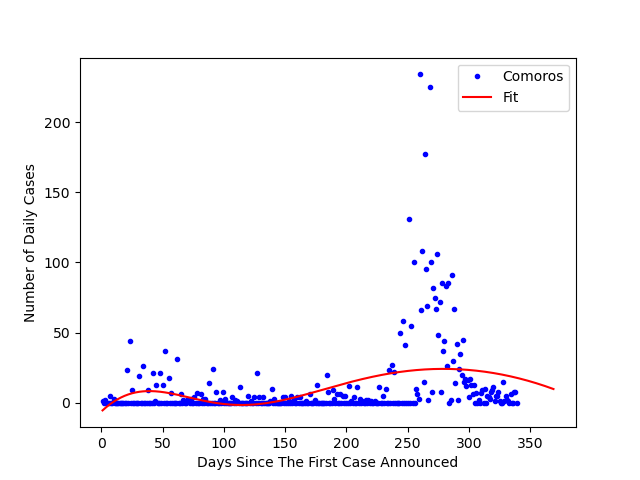 Comoros
Fit
200
150
100
50
0
Number of Daily Cases
0 50 100 150 200 250 300 350
Days Since The First Case Announced